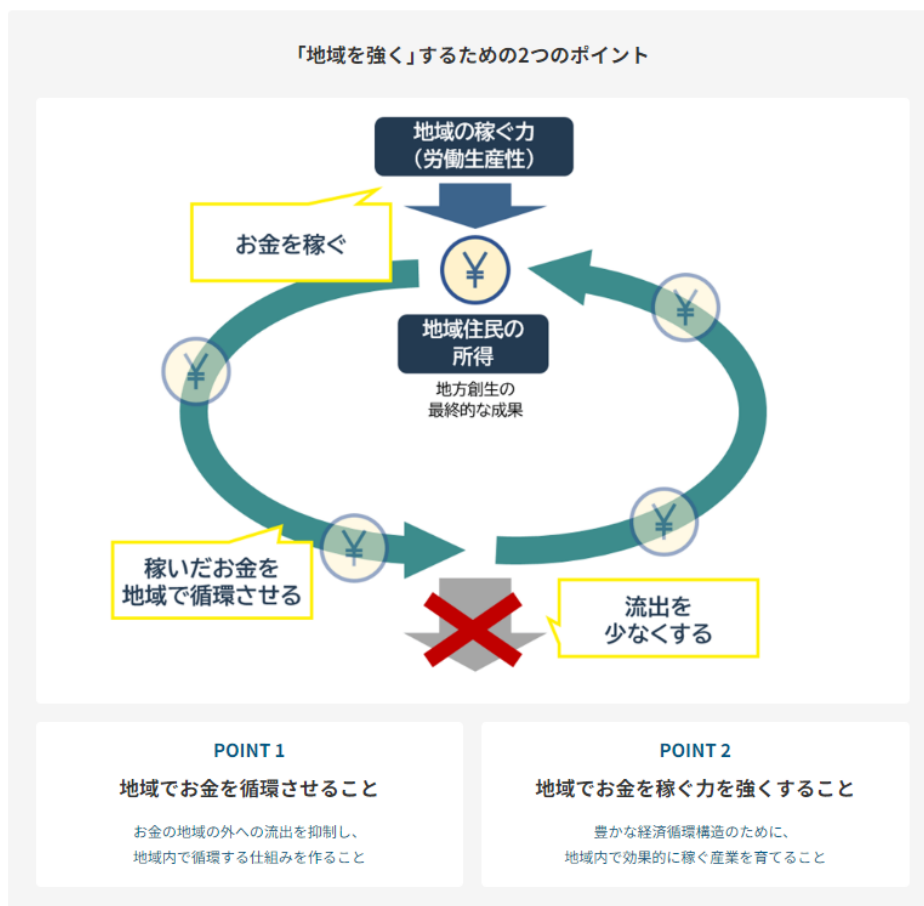 「地域を強く」するための2つのポイント
地域の稼ぐ力
（労働生産性）
お金を稼ぐ
¥
¥
¥
地域住民の
所得
地方創生の
最終的な成果
¥
¥
稼いだお金を
地域で循環させる
流出を
少なくする
POINT 1
地域でお金を循環させること
お金の地域の外への流出を抑制し、
地域内で循環する仕組みを作ること
POINT 2
地域でお金を稼ぐ力を強くすること
豊かな経済循環構造のために、
地域内で効果的に稼ぐ産業を育てること